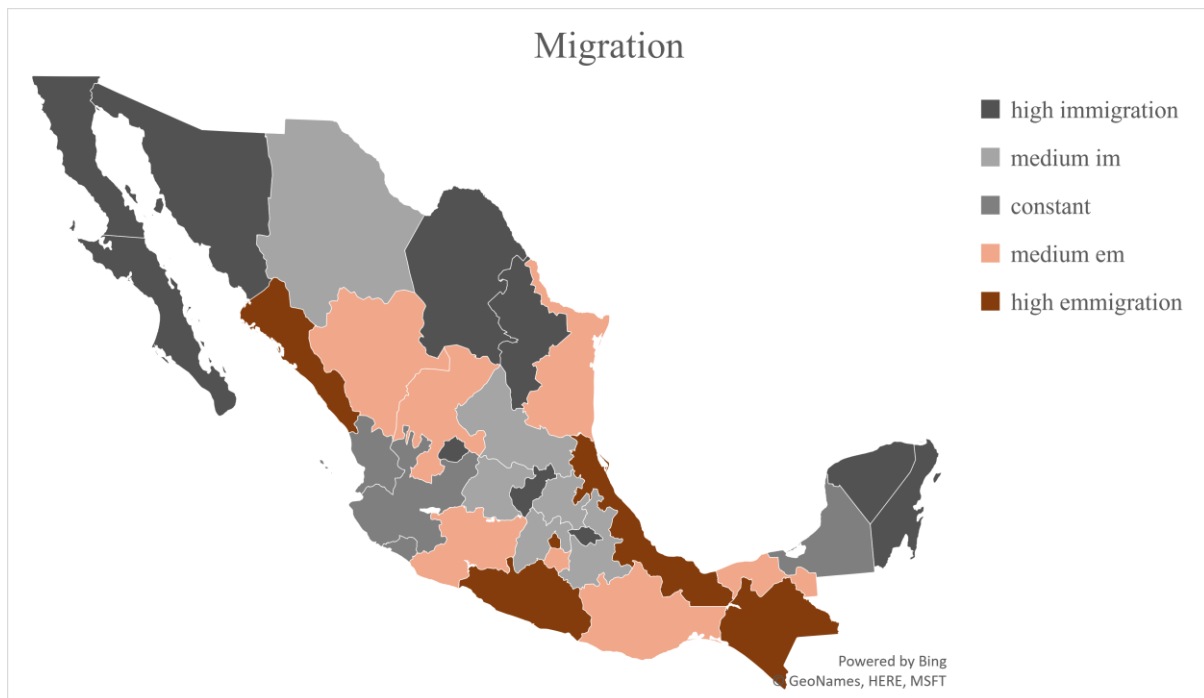 Migration
high immigration
medium im
constant
medium em
high emmigration
Powered by Bing
© GeoNames, HERE, MSFT